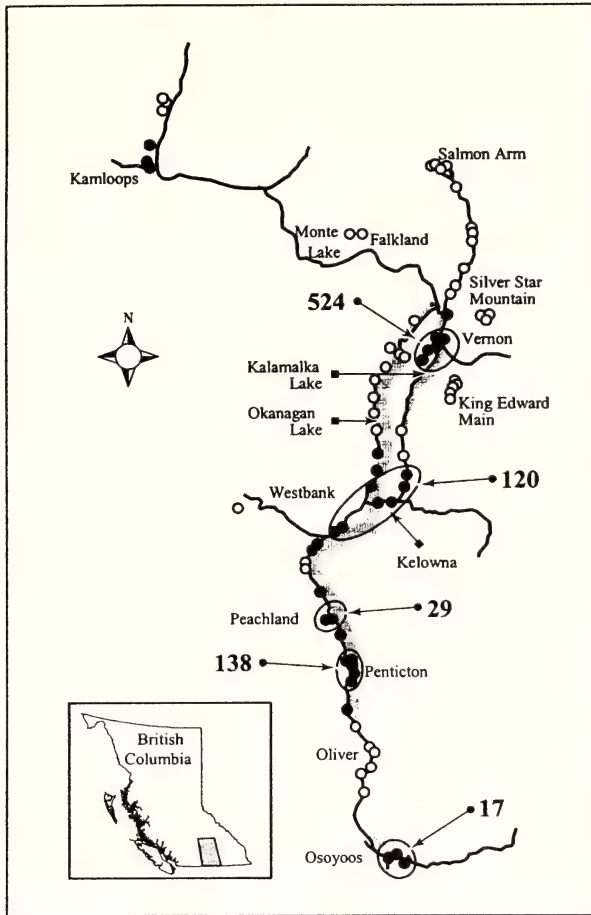 Salmon Arm
Kamloops
Monte
Lake
Falkland
Silver Star
Mountain
524
N
Vernon
Kalamalka
Lake
King Edward
Main
Okanagan
Lake
Westbank
120
Kelowna
29
Peachland
138
Penticton
British
Columbia
Oliver
17
Osoyoos